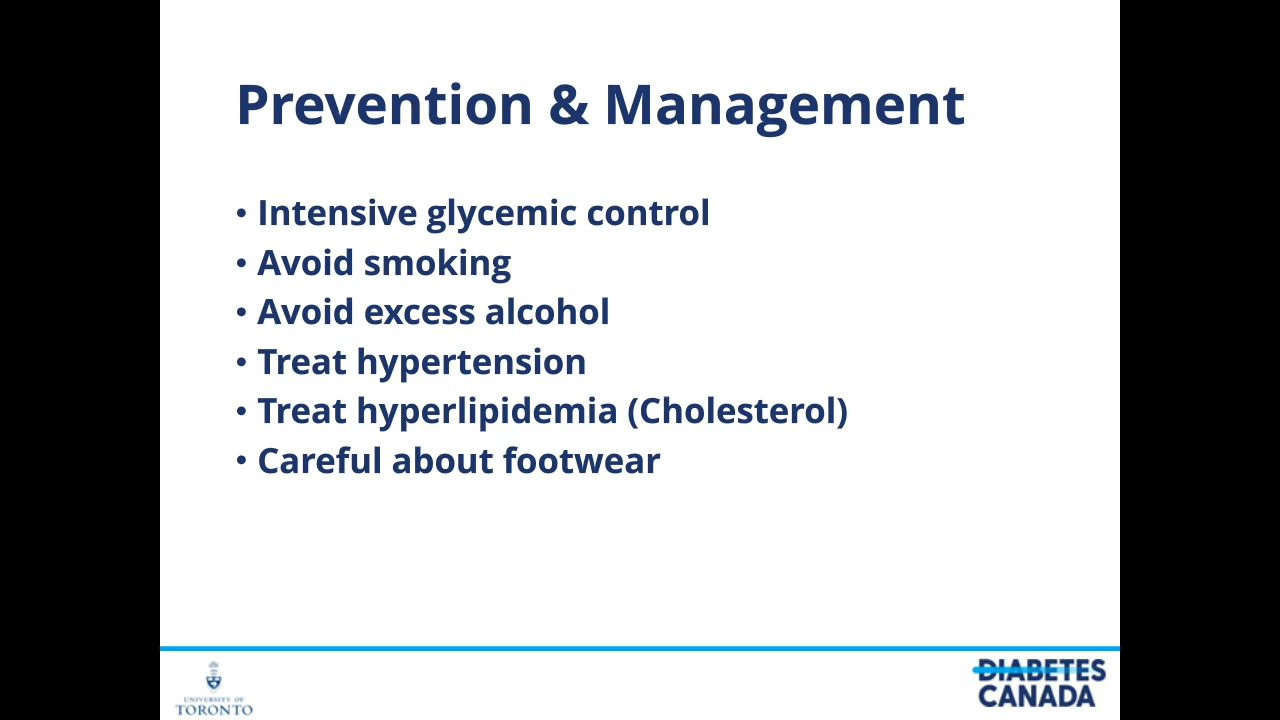 Prevention & Management
• Intensive glycemic control
• Avoid smoking
• Avoid excess alcohol
• Treat hypertension
• Treat hyperlipidemia (Cholesterol)
• Careful about footwear
UNIVERSITY OF
TORONTO
DIABETES
CANADA